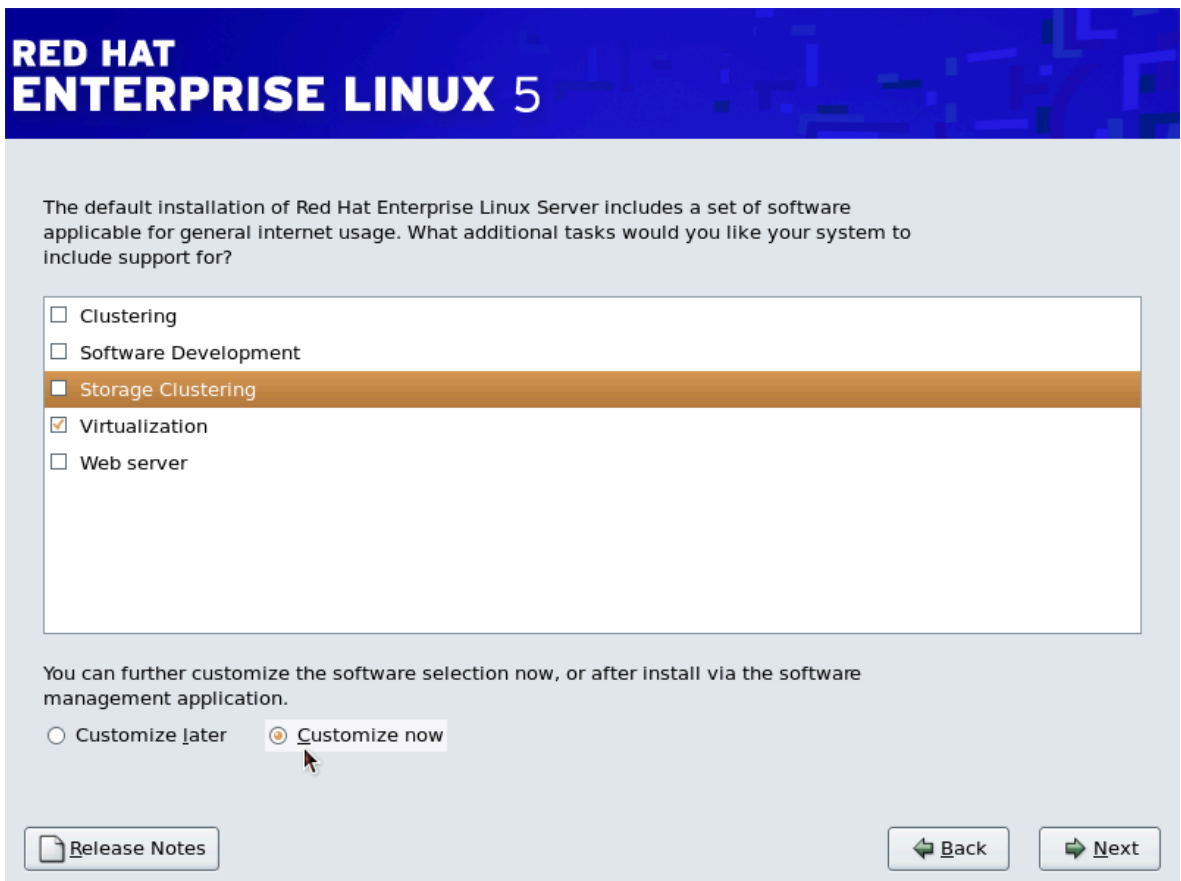 RED HAT
ENTERPRISE LINUX 5
The default installation of Red Hat Enterprise Linux Server includes a set of software
applicable for general internet usage. What additional tasks would you like your system to
include support for?
Clustering
Software Development
Storage Clustering
Virtualization
Web server
You can further customize the software selection now, or after install via the software
management application.
Customize later Customize now
Release Notes Back Next